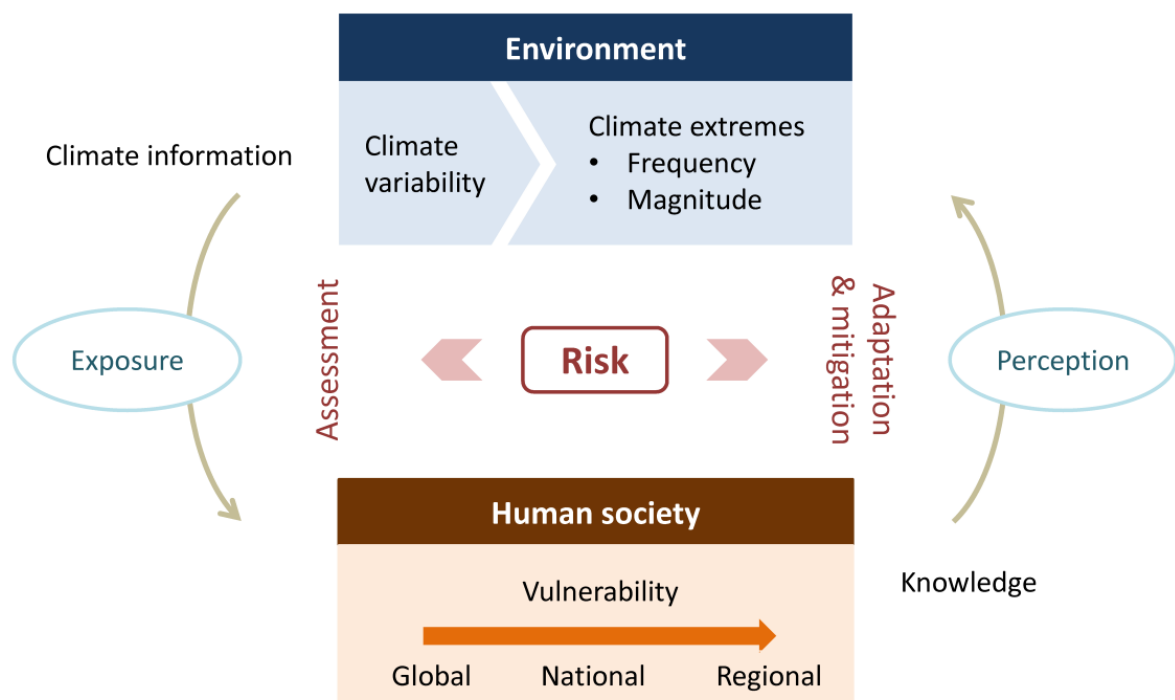 Environment
Climate information
Climate
variability
Climate extremes
• Frequency
• Magnitude
Exposure
Assessment
Risk
Adaptation
& mitigation
Perception
Human society
Vulnerability
Global National Regional
Knowledge